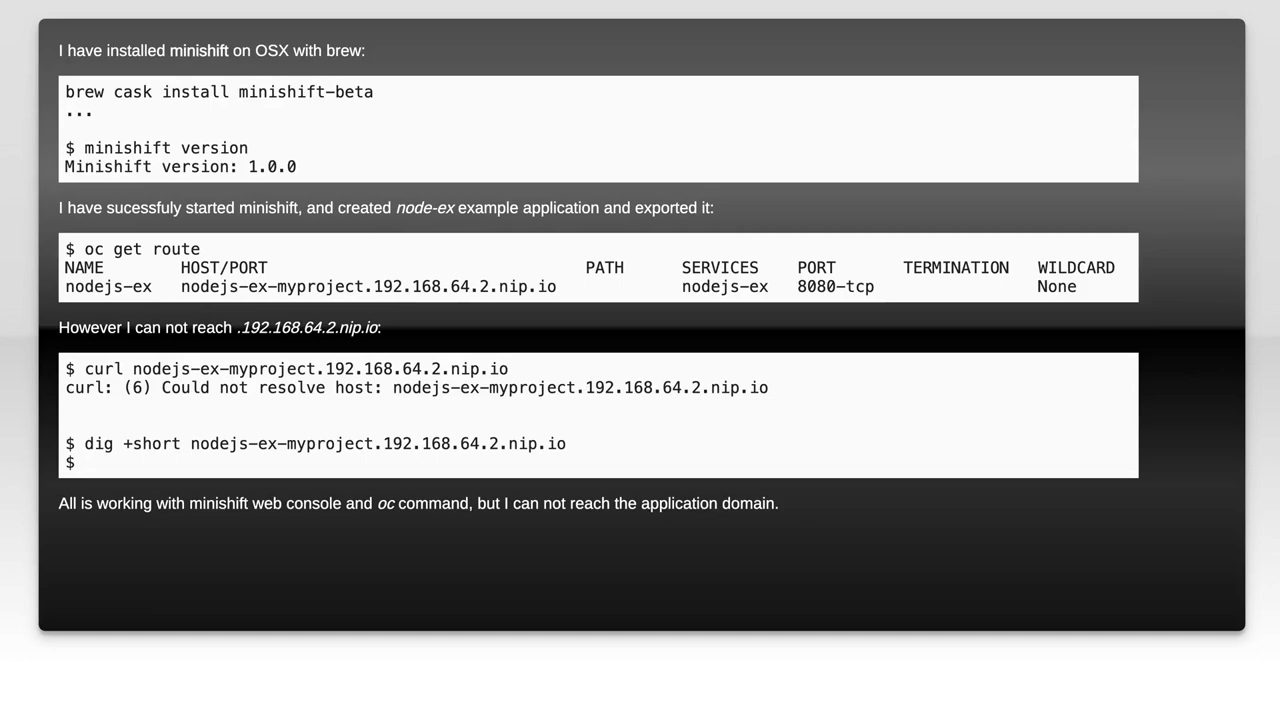 I have installed minishift on OSX with brew:
brew cask install minishift-beta
...
$ minishift version
Minishift version: 1.0.0
I have sucessfuly started minishift, and created node-ex example application and exported it:
$ oc get route
NAME HOST/PORT PATH SERVICES PORT TERMINATION WILDCARD
nodejs-ex nodejs-ex-myproject.192.168.64.2.nip.io nodejs-ex 8080-tcp None
However I can not reach .192.168.64.2.nip.io:
$ curl nodejs-ex-myproject.192.168.64.2.nip.io
curl: (6) Could not resolve host: nodejs-ex-myproject.192.168.64.2.nip.io
$ dig +short nodejs-ex-myproject.192.168.64.2.nip.io
$
All is working with minishift web console and oc command, but I can not reach the application domain.